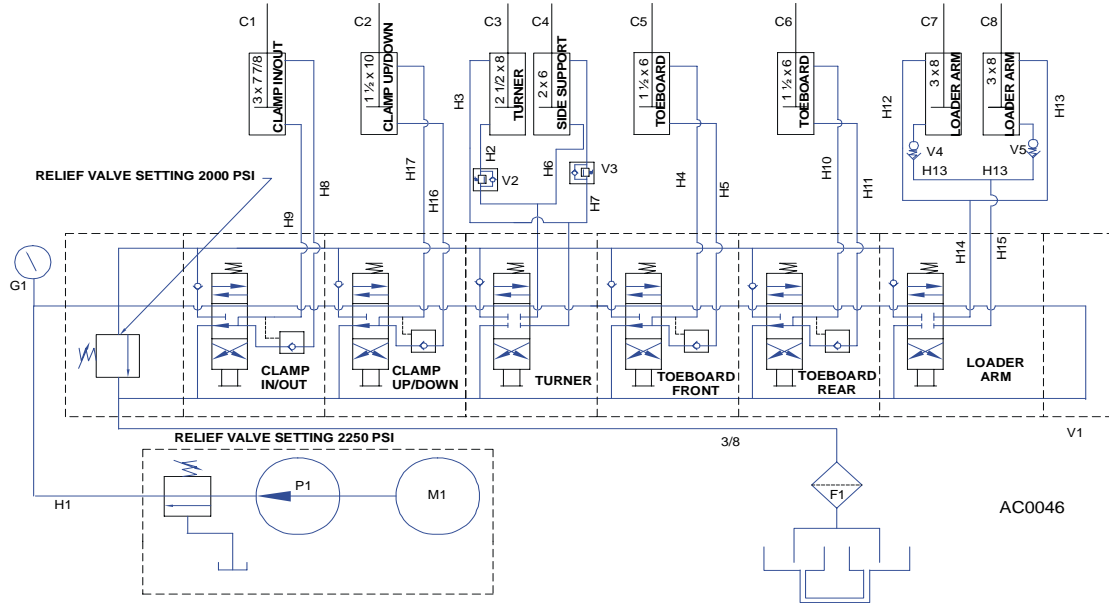 C1
C2
C3
C4
C5
C6
C7
C8
3 x 7 7/8
CLAMP IN/OUT
1 ½ x 10
CLAMP UP/DOWN
2 1/2 x 8
TURNER
2 x 6
SIDE SUPPORT
1 ½ x 6
TOEBOARD
1 ½ x 6
TOEBOARD
3 x 8
LOADER ARM
3 x 8
LOADER ARM
H3
H12
H13
H2
H6
V4
V5
RELIEF VALVE SETTING 2000 PSI
H8
H17
V2
V3
H4
H10
H13
H13
H9
H16
H7
H5
H11
H14
H15
G1
CLAMP
IN/OUT
CLAMP
UP/DOWN
TURNER
TOEBOARD
FRONT
TOEBOARD
REAR
LOADER
ARM
V1
RELIEF VALVE SETTING 2250 PSI
3/8
H1
P1
M1
F1
AC0046